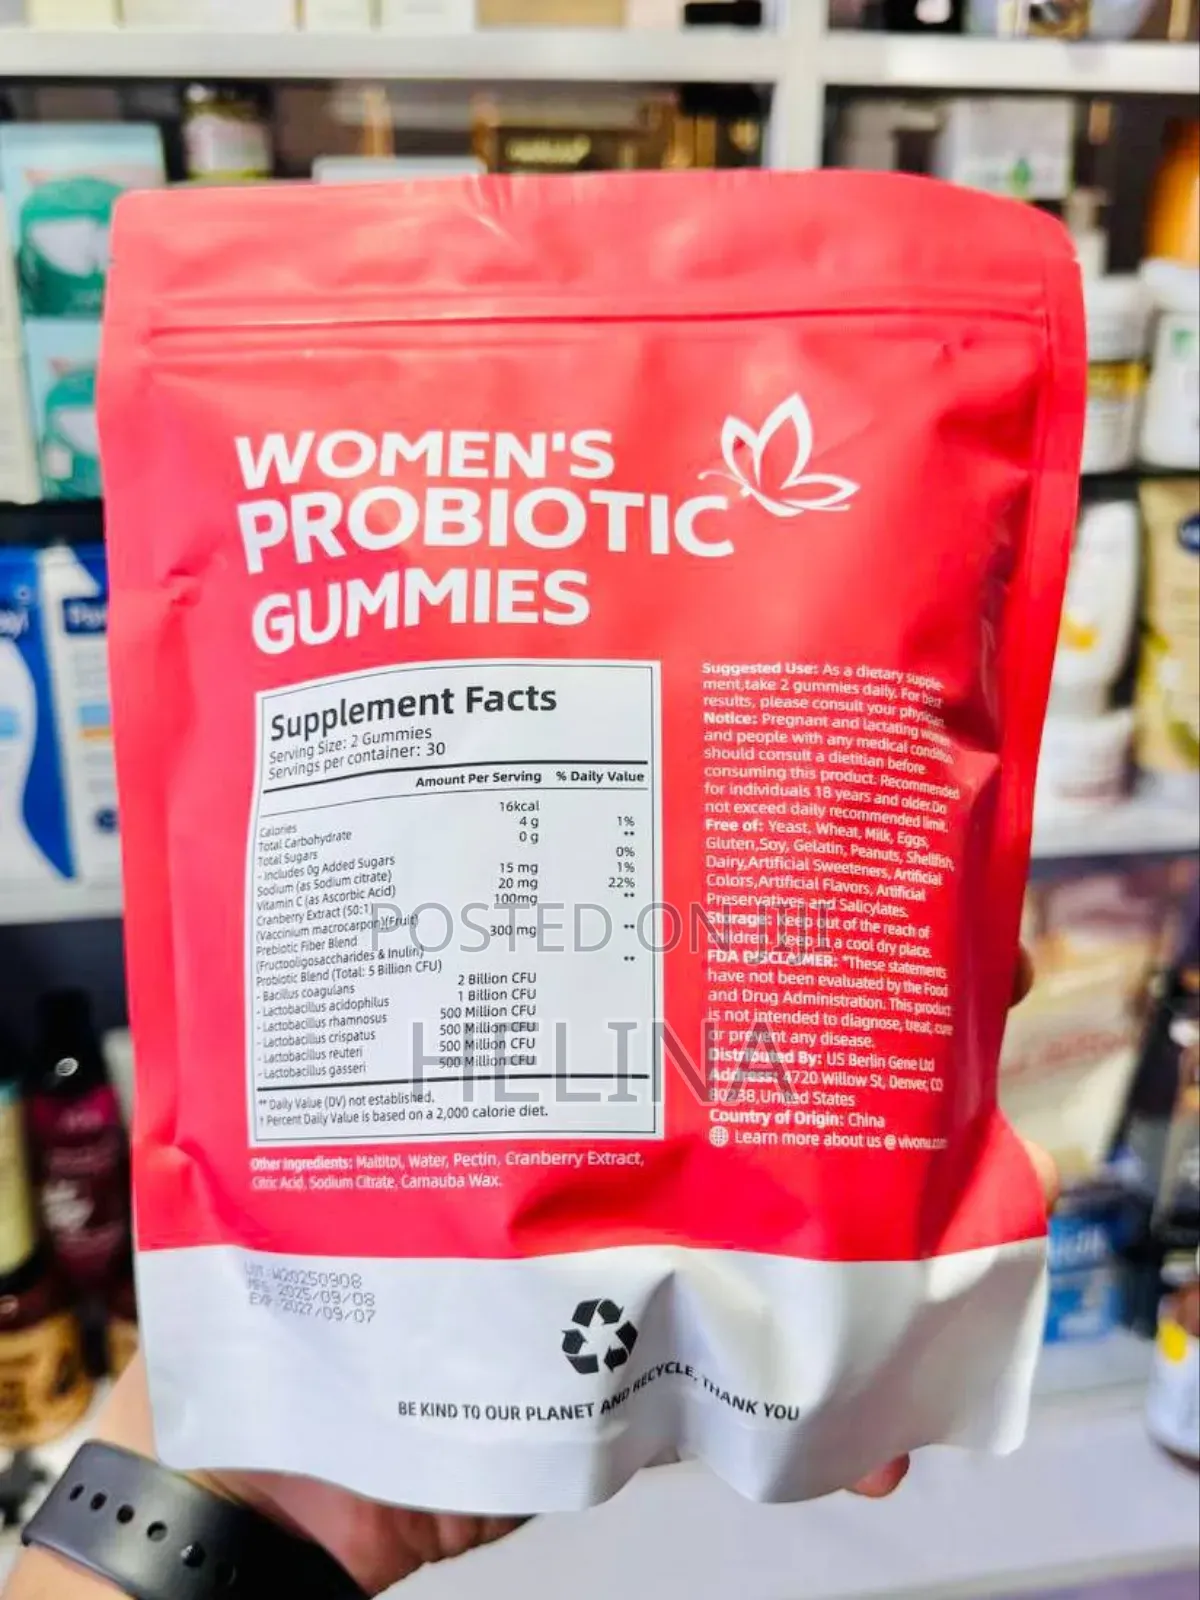 WOMEN'S
PROBIOTIC
GUMMIES
Supplement Facts
Serving Size: 2 Gummies
Servings per container: 30
Amount Per Serving % Daily Value
Calories 16kcal
Total Carbohydrate 4 g 1%
Total Sugars 0 g **
- Includes 0g Added Sugars 0%
Sodium (as Sodium citrate) 15 mg 1%
Vitamin C (as Ascorbic Acid) 20 mg 22%
Cranberry Extract (50:1) 100mg **
(Vaccinium macrocarpon)(Fruit)
Prebiotic Fiber Blend 300 mg **
(Fructooligosaccharides & Inulin)
Probiotic Blend (Total: 5 Billion CFU) **
- Bacillus coagulans 2 Billion CFU
- Lactobacillus acidophilus 1 Billion CFU
- Lactobacillus rhamnosus 500 Million CFU
- Lactobacillus crispatus 500 Million CFU
- Lactobacillus reuteri 500 Million CFU
- Lactobacillus gasseri 500 Million CFU
** Daily Value (DV) not established.
† Percent Daily Value is based on a 2,000 calorie diet.
Other Ingredients: Maltitol, Water, Pectin, Cranberry Extract,
Citric Acid, Sodium Citrate, Carnauba Wax.
Suggested Use: As a dietary supple-
ment,take 2 gummies daily. For best
results, please consult your physician.
Notice: Pregnant and lactating women
and people with any medical condition
should consult a dietitian before
consuming this product. Recommended
for individuals 18 years and older.Do
not exceed daily recommended limit.
Free of: Yeast, Wheat, Milk, Eggs,
Gluten,Soy, Gelatin, Peanuts, Shellfish,
Dairy,Artificial Sweeteners, Artificial
Colors,Artificial Flavors, Artificial
Preservatives and Salicylates.
Storage: Keep out of the reach of
children. Keep in a cool dry place.
FDA DISCLAIMER: *These statements
have not been evaluated by the Food
and Drug Administration. This product
is not intended to diagnose, treat, cure
or prevent any disease.
Distributed By: US Berlin Gene Ltd
Address: 4720 Willow St, Denver, CO
80238,United States
Country of Origin: China
Learn more about us @
POSTED ON JIJI
HELINA
LOT: W20250908
MFG: 2025/09/08
EXP: 2027/09/07
BE KIND TO OUR PLANET AND RECYCLE, THANK YOU